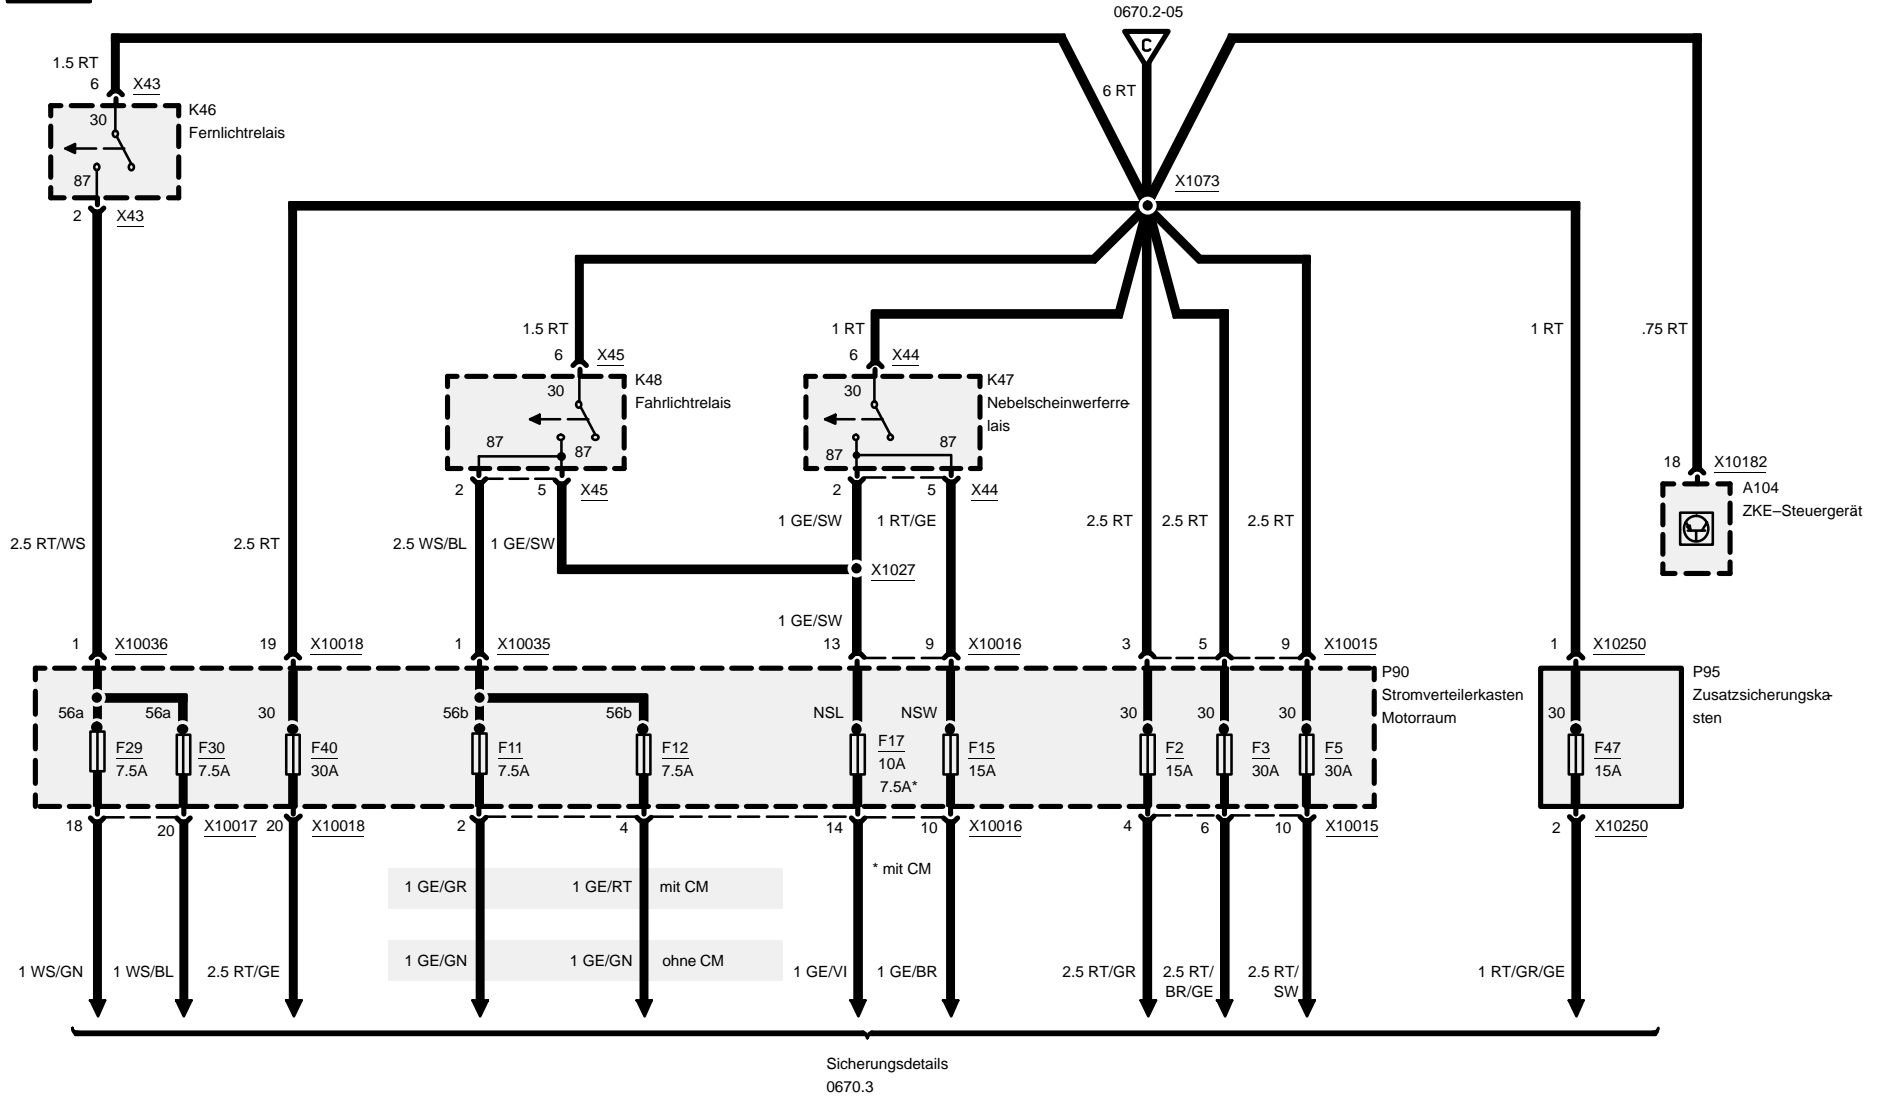 0670.2-05
C
1.5 RT
6 X43
6 RT
K46
Fernlichtrelais
30
87
2 X43
X1073
1.5 RT
1 RT
1 RT
.75 RT
6 X45
6 X44
K48
Fahrlichtrelais
30
87
87
K47
Nebelscheinwerferre-
lais
30
87
87
2 5 X45
2 5 X44
18 X10182
A104
ZKE–Steuergerät
2.5 RT/WS
2.5 RT
2.5 WS/BL
1 GE/SW
1 GE/SW
1 RT/GE
2.5 RT
2.5 RT
2.5 RT
X1027
1 GE/SW
1 X10036
19 X10018
1 X10035
13 9 X10016
3 5 9 X10015
1 X10250
P90
Stromverteilerkasten
Motorraum
P95
Zusatzsicherungska-
sten
56a 56a 30 56b 56b NSL NSW 30 30 30 30
F29
7.5A
F30
7.5A
F40
30A
F11
7.5A
F12
7.5A
F17
10A
7.5A*
F15
15A
F2
15A
F3
30A
F5
30A
F47
15A
18 20 X10017
20 X10018
2 4 14 10 X10016
4 6 10 X10015
2 X10250
* mit CM
1 GE/GR 1 GE/RT mit CM
1 GE/GN 1 GE/GN ohne CM
1 WS/GN
1 WS/BL
2.5 RT/GE
1 GE/VI
1 GE/BR
2.5 RT/GR
2.5 RT/
BR/GE
2.5 RT/
SW
1 RT/GR/GE
Sicherungsdetails
0670.3